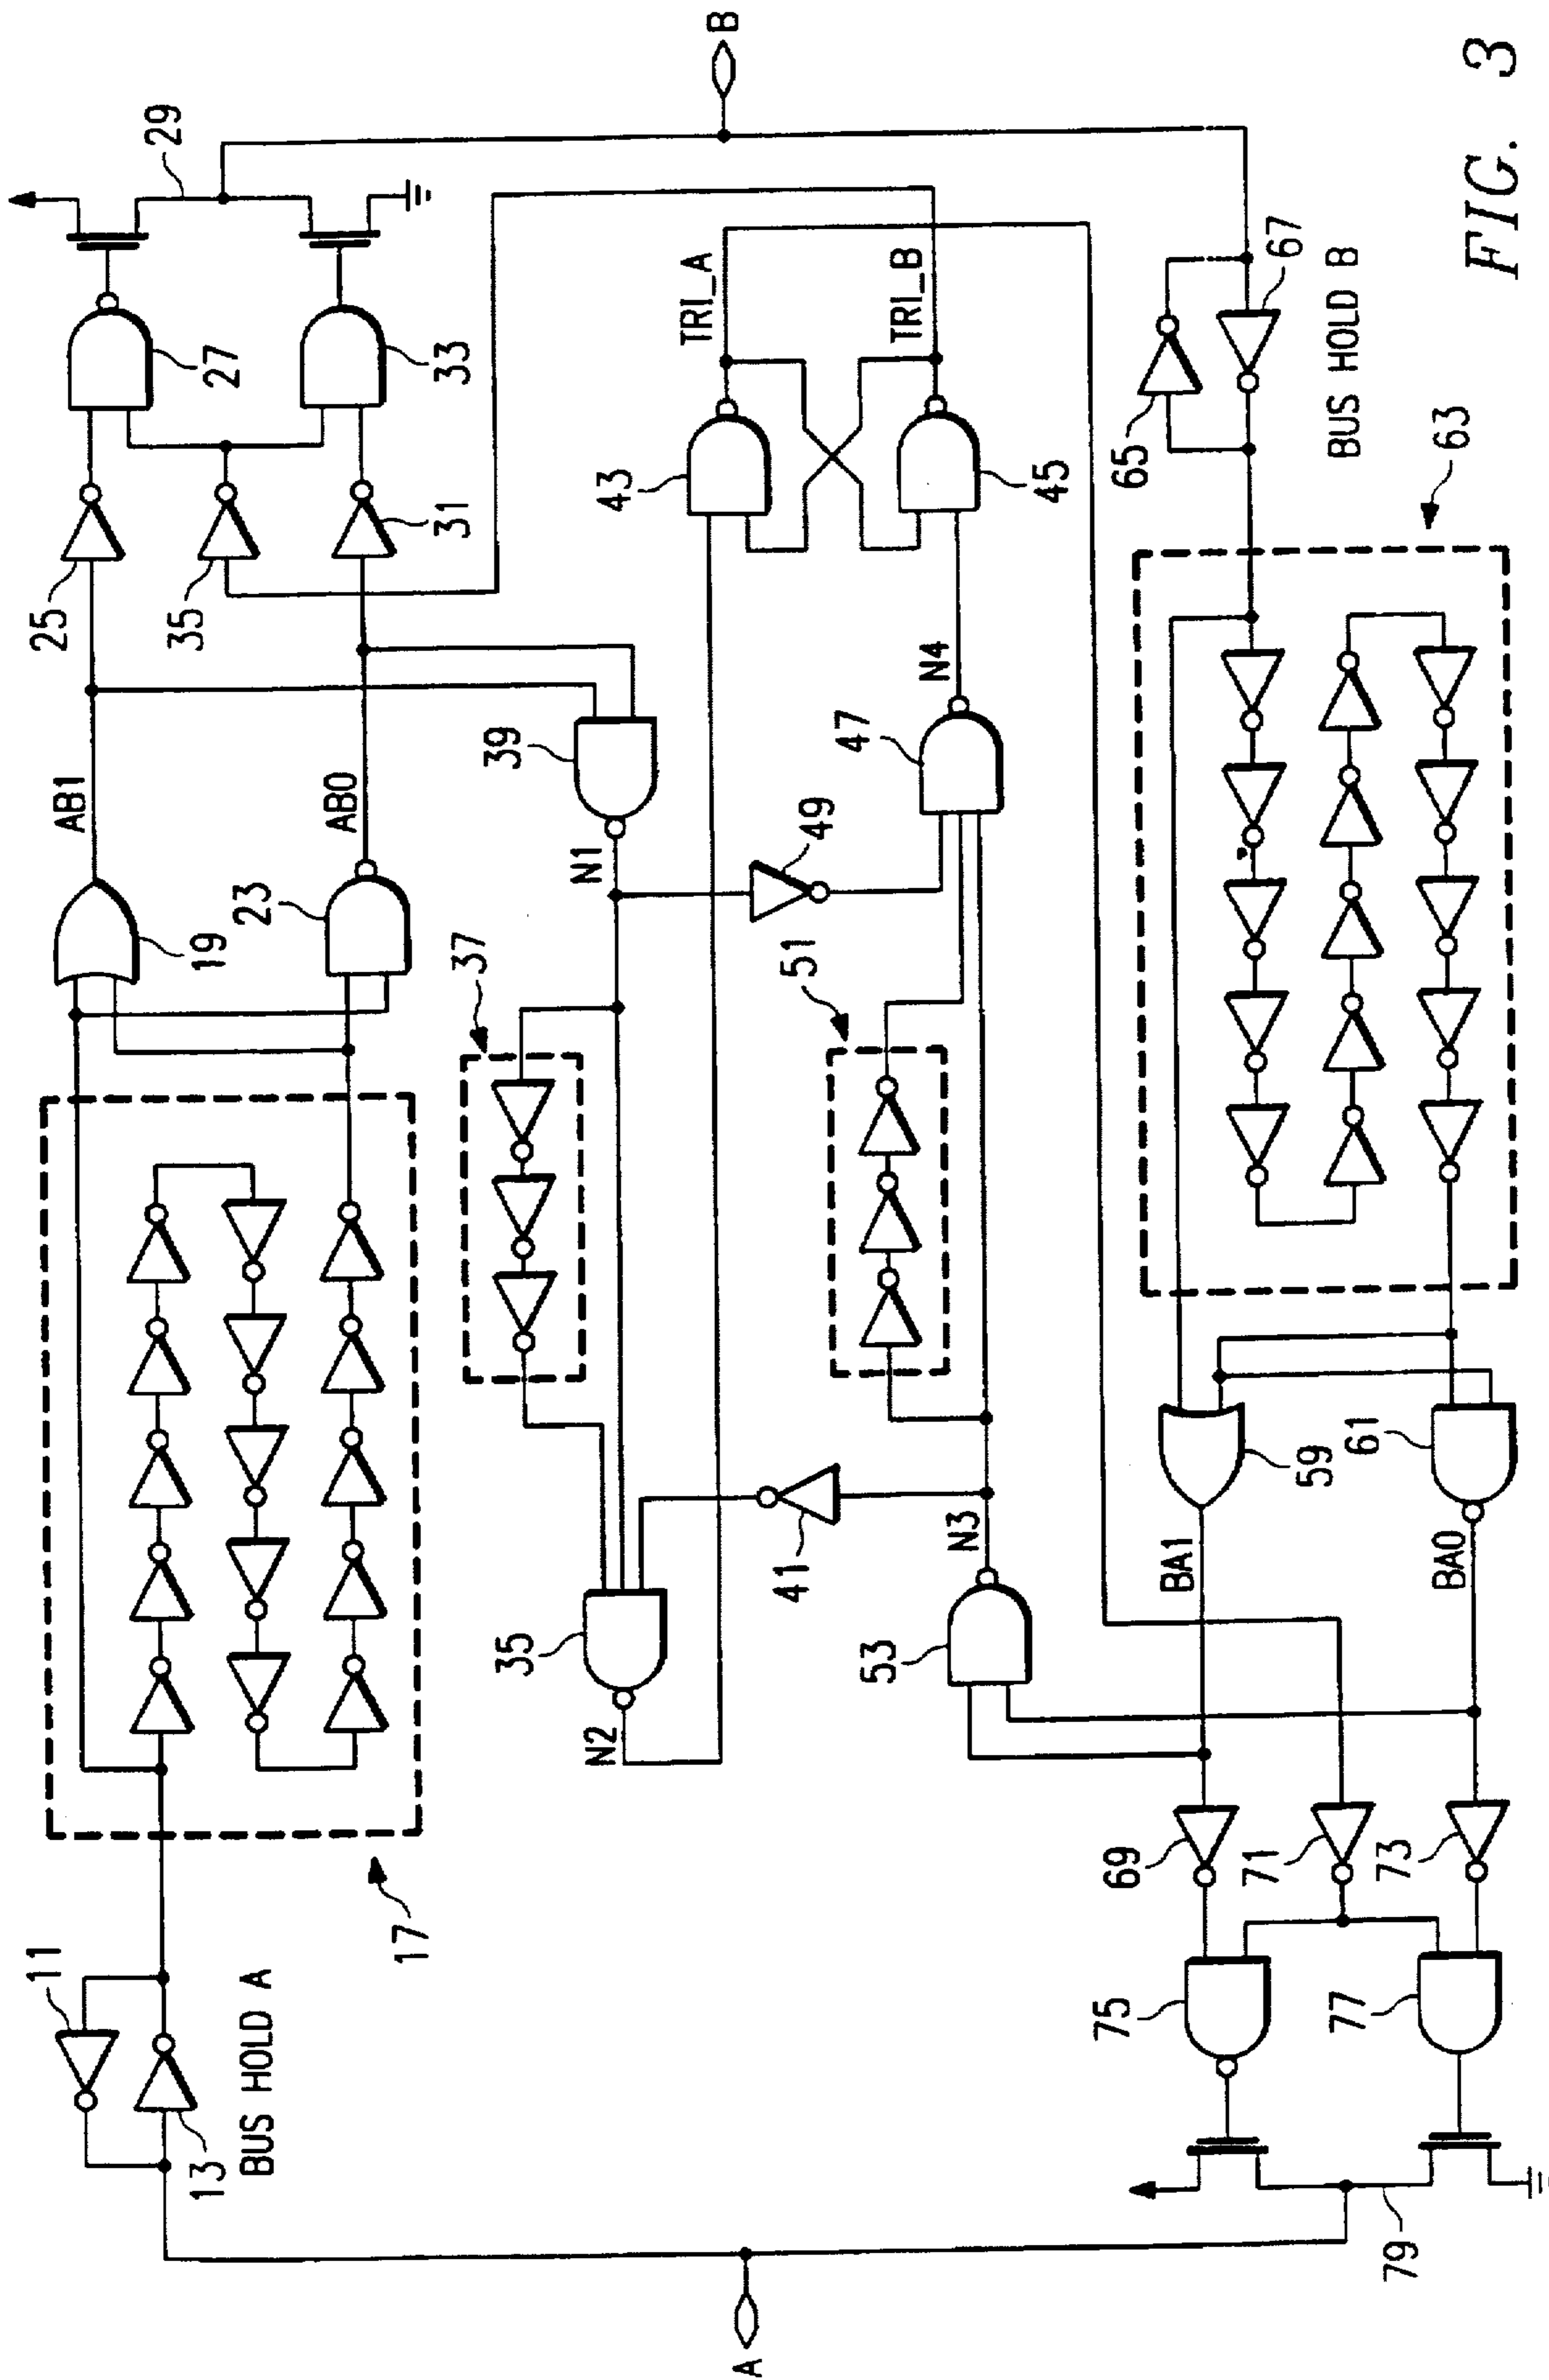 11
13
BUS HOLD A
17
AB1
19
23
AB0
25
35
31
27
33
29
37
39
N1
35
N2
41
51
49
47
N4
N3
53
43
45
TRI_A
TRI_B
A
B
65
67
BUS HOLD B
63
BA1
59
61
BA0
69
71
73
75
77
79
FIG. 3